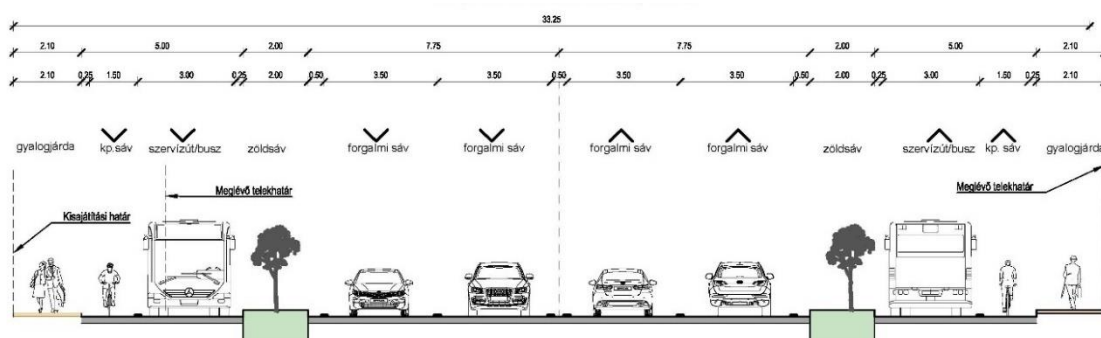 33.25
2.10 5.00 2.00 7.75 7.75 2.00 5.00 2.10
2.10 0,25 1.50 3.00 0,25 2.00 0.50 3.50 3.50 0.50 3.50 3.50 0.50 2.00 0.25 3.00 1.50 0.25 2.10
gyalogjárda kp.sáv szervízút/busz zöldsáv forgalmi sáv forgalmi sáv forgalmi sáv forgalmi sáv zöldsáv szervízút/busz kp. sáv gyalogjárda
Meglévő telekhatár
Meglévő telekhatár
Kisajátítási határ